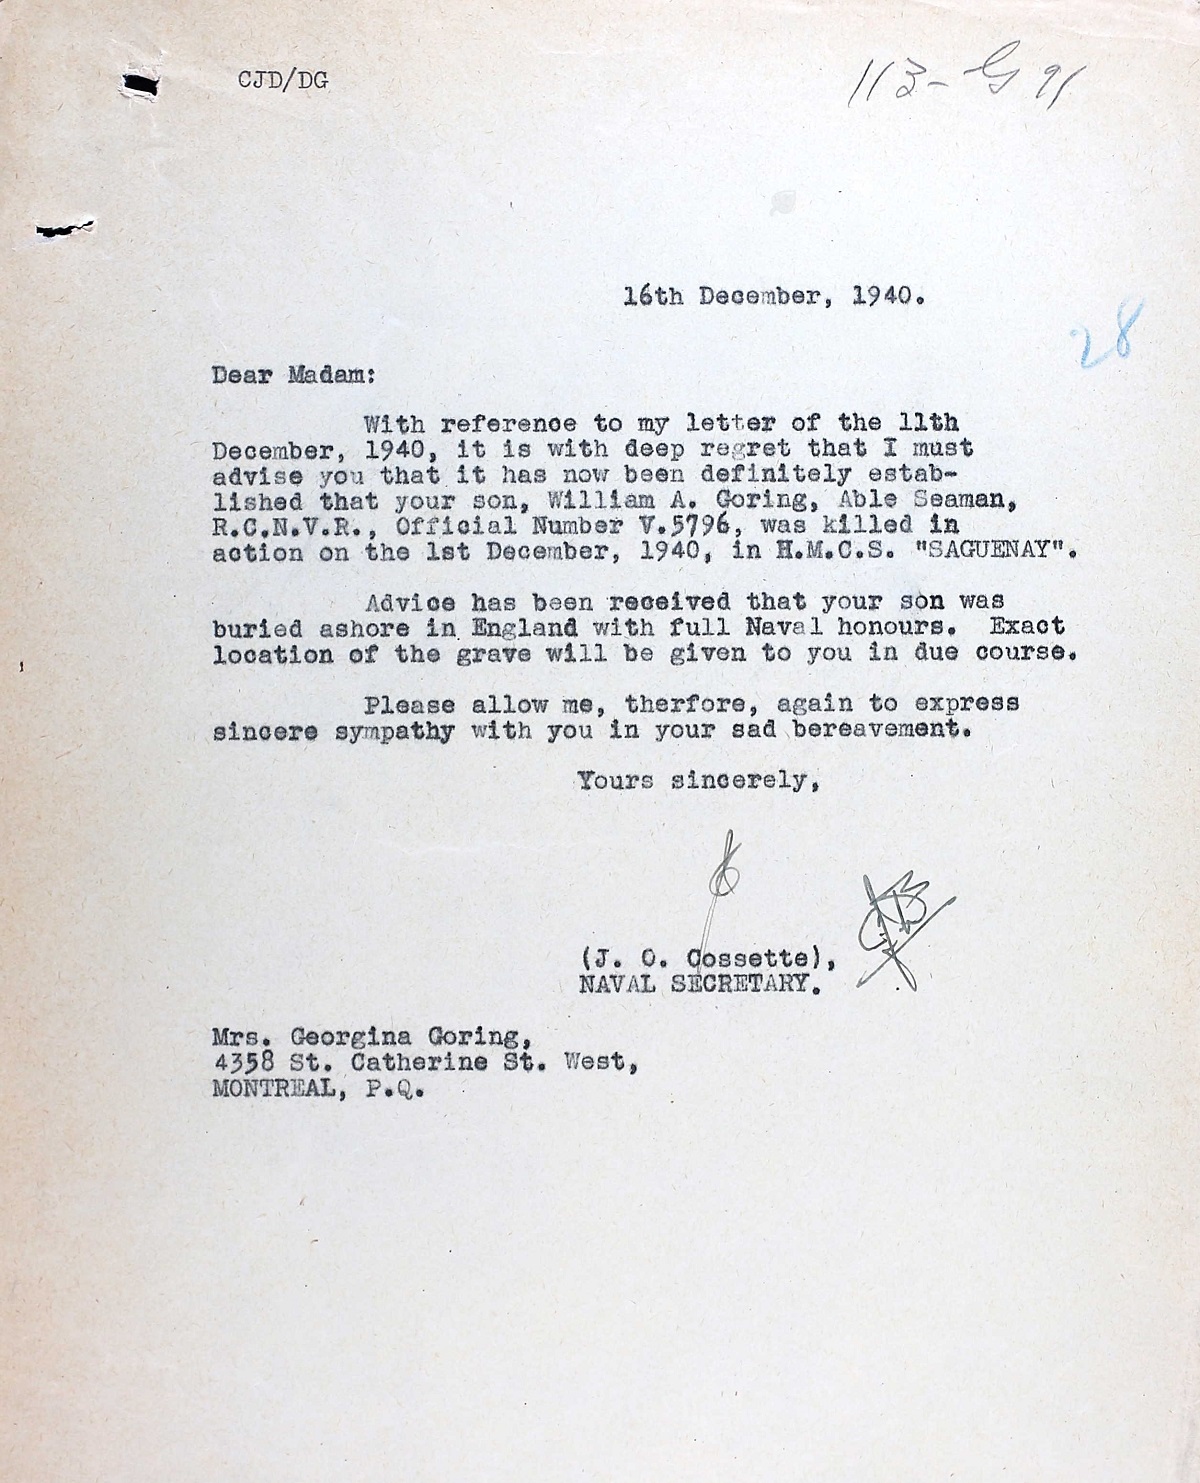 CJD/DG
113-G 91
16th December, 1940.
28
Dear Madam:
With reference to my letter of the 11th
December, 1940, it is with deep regret that I must
advise you that it has now been definitely estab-
lished that your son, William A. Goring, Able Seaman,
R.C.N.V.R., Official Number V.5796, was killed in
action on the 1st December, 1940, in H.M.C.S. "SAGUENAY".
Advice has been received that your son was
buried ashore in England with full Naval honours. Exact
location of the grave will be given to you in due course.
Please allow me, therfore, again to express
sincere sympathy with you in your sad bereavement.
Yours sincerely,
(J. O. Cossette),
NAVAL SECRETARY.
Mrs. Georgina Goring,
4358 St. Catherine St. West,
MONTREAL, P.Q.